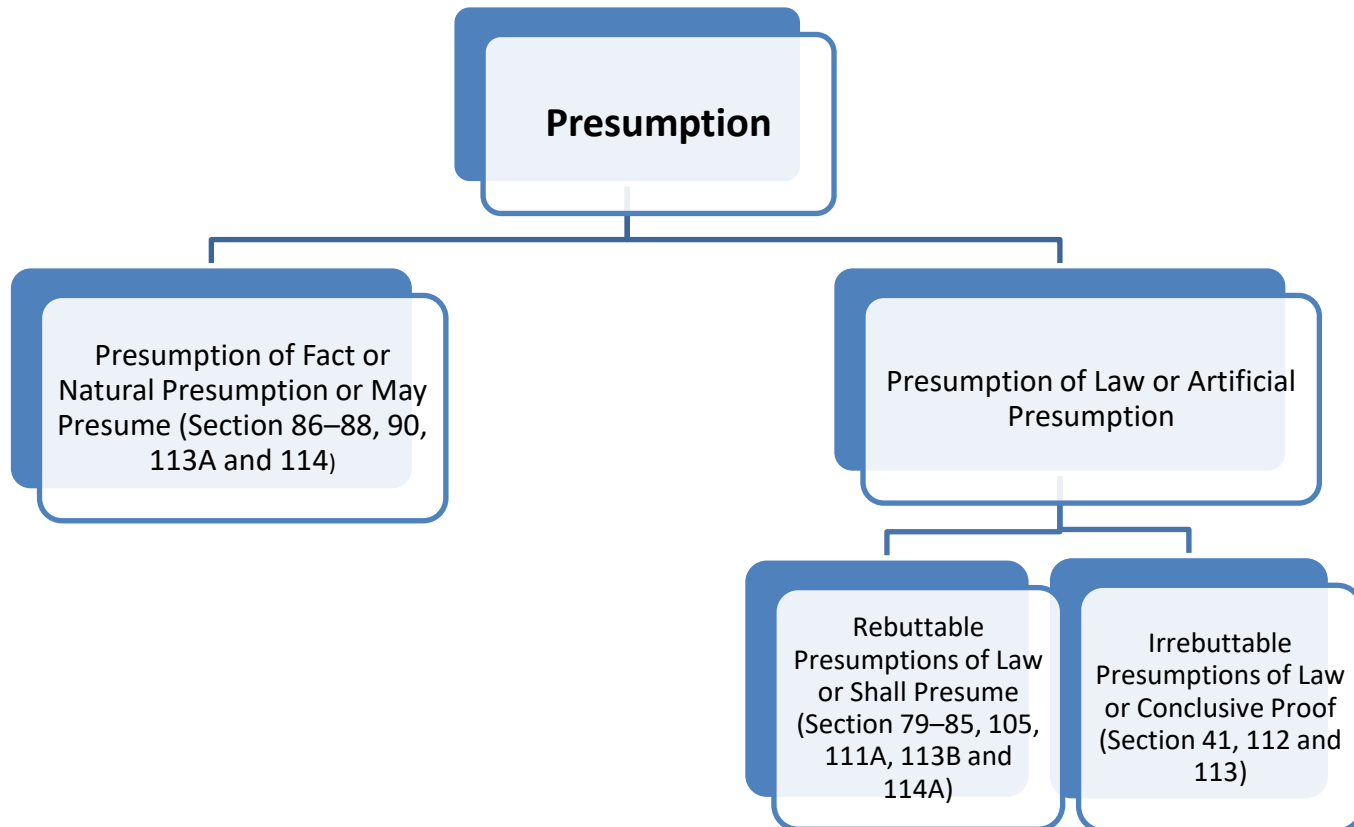 Presumption
Presumption of Fact or
Natural Presumption or May
Presume (Section 86–88, 90,
113A and 114)
Presumption of Law or Artificial
Presumption
Rebuttable
Presumptions of Law
or Shall Presume
(Section 79–85, 105,
111A, 113B and
114A)
Irrebuttable
Presumptions of Law
or Conclusive Proof
(Section 41, 112 and
113)